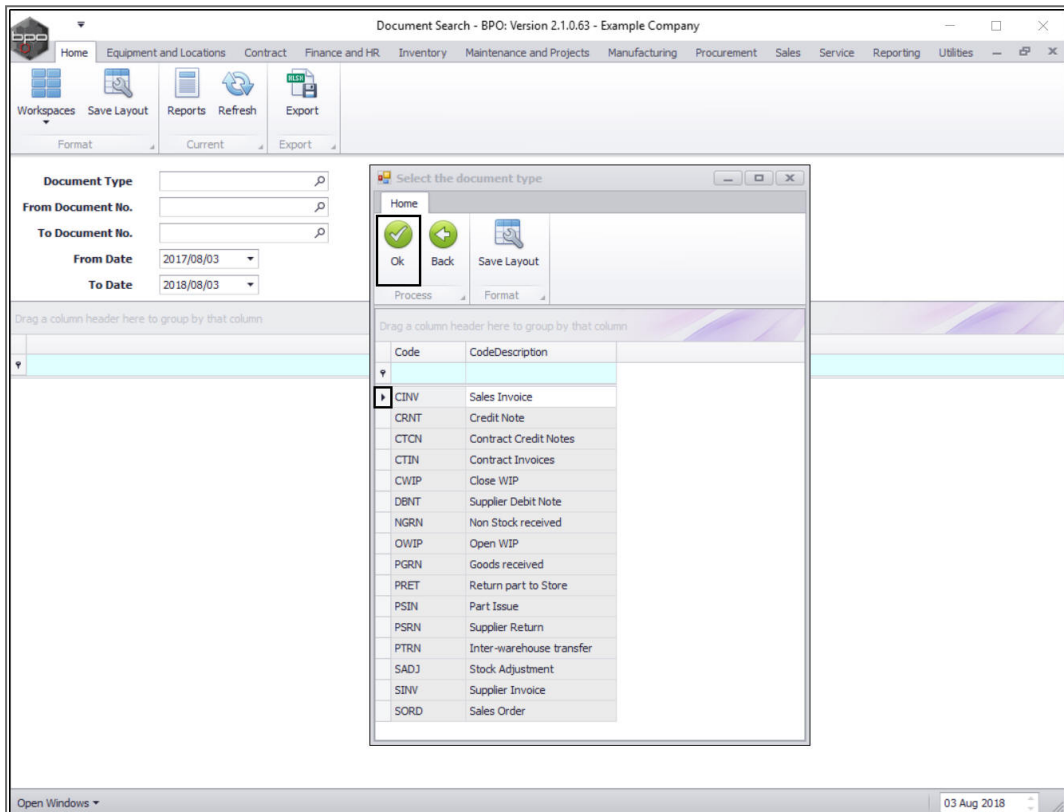 Document Search - BPO: Version 2.1.0.63 - Example Company
bpo
Home Equipment and Locations Contract Finance and HR Inventory Maintenance and Projects Manufacturing Procurement Sales Service Reporting Utilities
Workspaces Save Layout Reports Refresh XLSX Export
Format Current Export
Document Type
From Document No.
To Document No.
From Date 2017/08/03
To Date 2018/08/03
Drag a column header here to group by that column
Select the document type
Home
Ok Back Save Layout
Process Format
Drag a column header here to group by that column
Code CodeDescription
CINV Sales Invoice
CRNT Credit Note
CTCN Contract Credit Notes
CTIN Contract Invoices
CWIP Close WIP
DBNT Supplier Debit Note
NGRN Non Stock received
OWIP Open WIP
PGRN Goods received
PRET Return part to Store
PSIN Part Issue
PSRN Supplier Return
PTRN Inter-warehouse transfer
SADJ Stock Adjustment
SINV Supplier Invoice
SORD Sales Order
Open Windows 03 Aug 2018